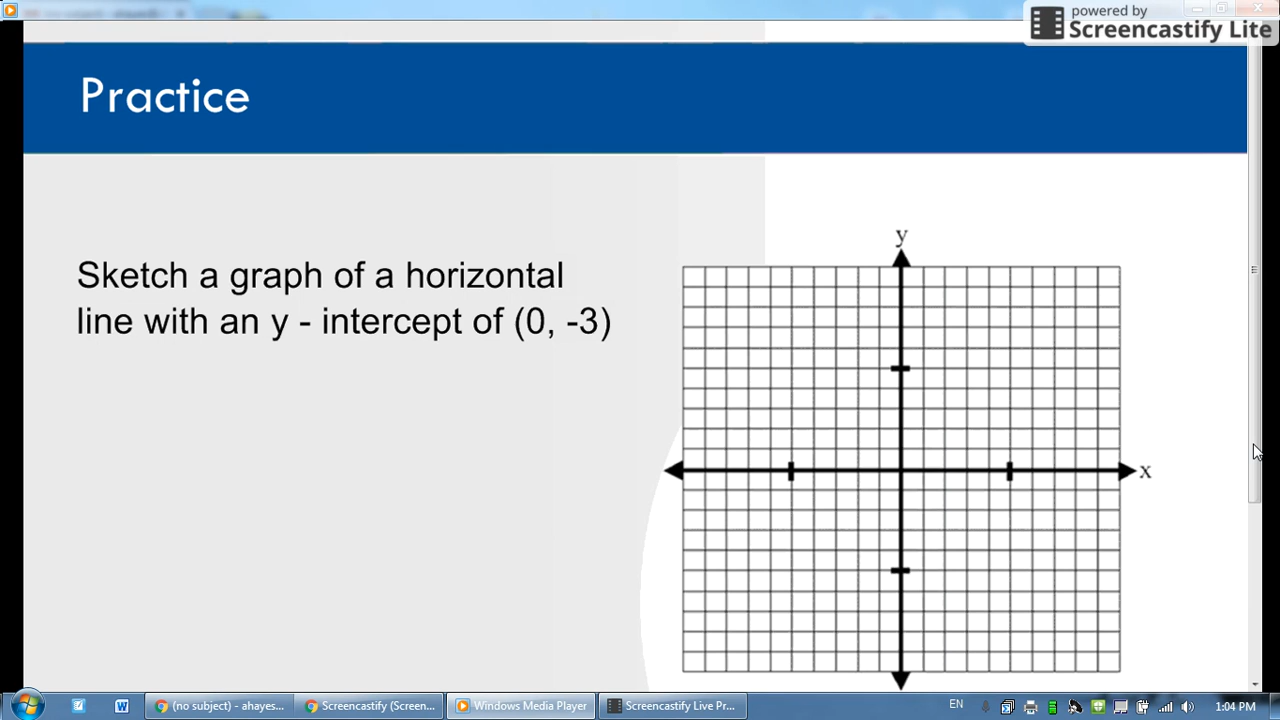 powered by
Screencastify Lite
Practice
Sketch a graph of a horizontal
line with an y - intercept of (0, -3)
y
x
(no subject) - ahayes...
Screencastify (Screen...
Windows Media Player
Screencastify Live Pr...
EN
1:04 PM